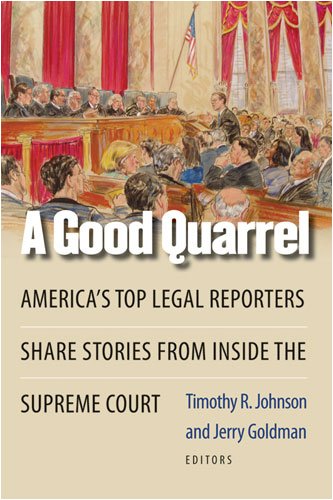 A Good Quarrel
AMERICA'S TOP LEGAL REPORTERS
SHARE STORIES FROM INSIDE THE
SUPREME COURT
Timothy R. Johnson
and Jerry Goldman
EDITORS